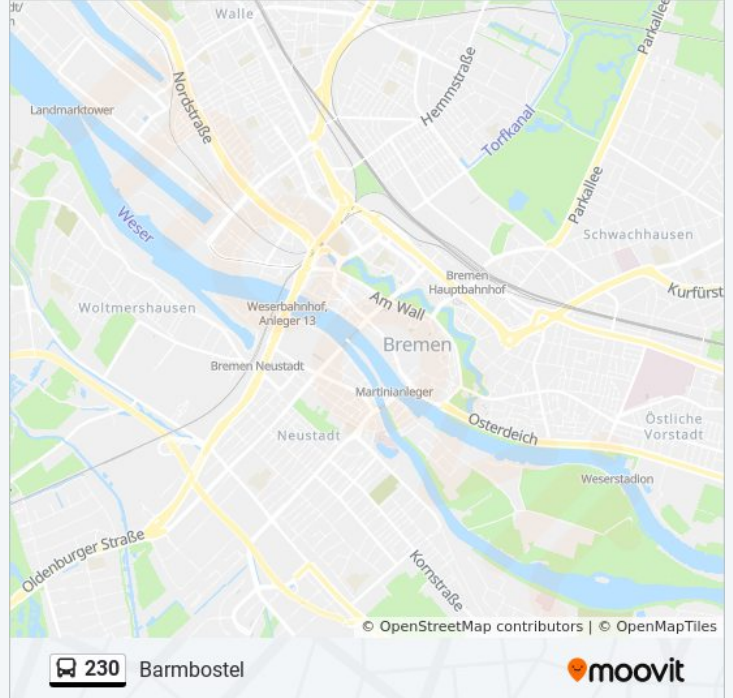 dt/
Walle
Parkallee
Nordstraße
Hemmstraße
Landmarktower
Torfkanal
Parkallee
Weser
Schwachhausen
Bremen
Hauptbahnhof
Kurfürst
Am Wall
Woltmershausen
Weserbahnhof,
Anleger 13
Bremen
Bremen Neustadt
Martinianleger
Osterdeich
Östliche
Vorstadt
Neustadt
Weserstadion
Oldenburger Straße
Kornstraße
© OpenStreetMap contributors | © OpenMapTiles
230 Barmbostel
moovit